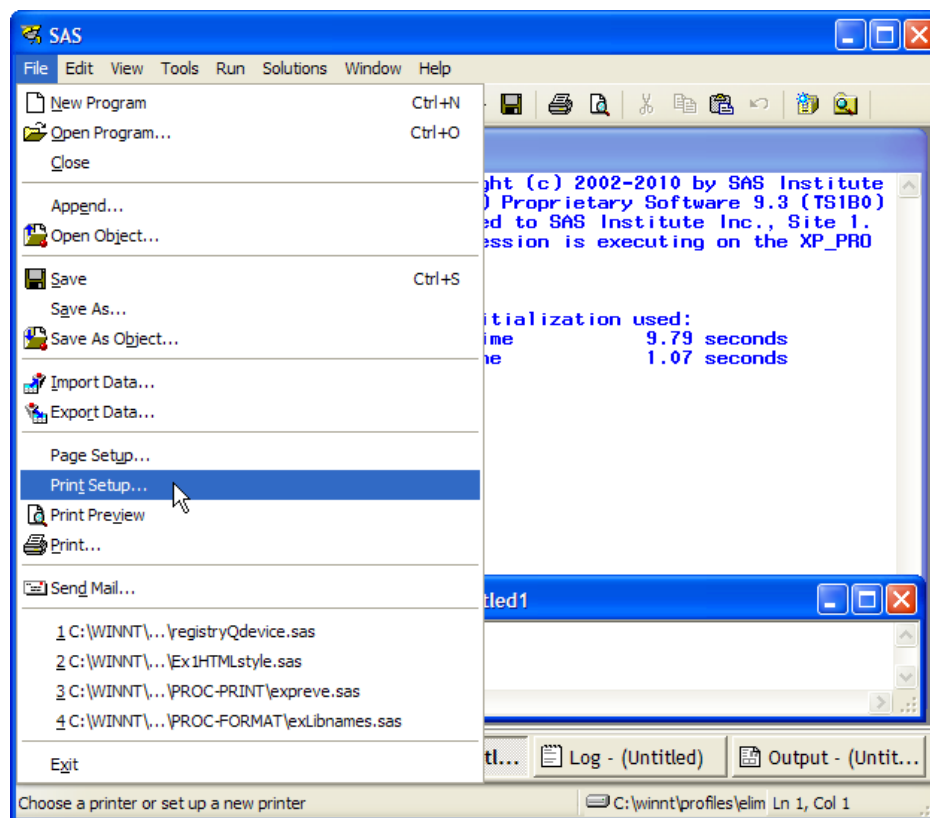 SAS
File Edit View Tools Run Solutions Window Help
New Program Ctrl+N
Open Program... Ctrl+O
Close
Append...
Open Object...
Save Ctrl+S
Save As...
Save As Object...
Import Data...
Export Data...
Page Setup...
Print Setup...
Print Preview
Print...
Send Mail...
1 C:\WINNT\...\registryQdevice.sas
2 C:\WINNT\...\Ex1HTMLstyle.sas
3 C:\WINNT\...\PROC-PRINT\expreve.sas
4 C:\WINNT\...\PROC-FORMAT\exLibnames.sas
Exit
ght (c) 2002-2010 by SAS Institute
) Proprietary Software 9.3 (TS1B0)
ed to SAS Institute Inc., Site 1.
ession is executing on the XP_PRO
itialization used:
ime 9.79 seconds
me 1.07 seconds
tled1
tl... Log - (Untitled) Output - (Untit...
Choose a printer or set up a new printer C:\winnt\profiles\elim Ln 1, Col 1